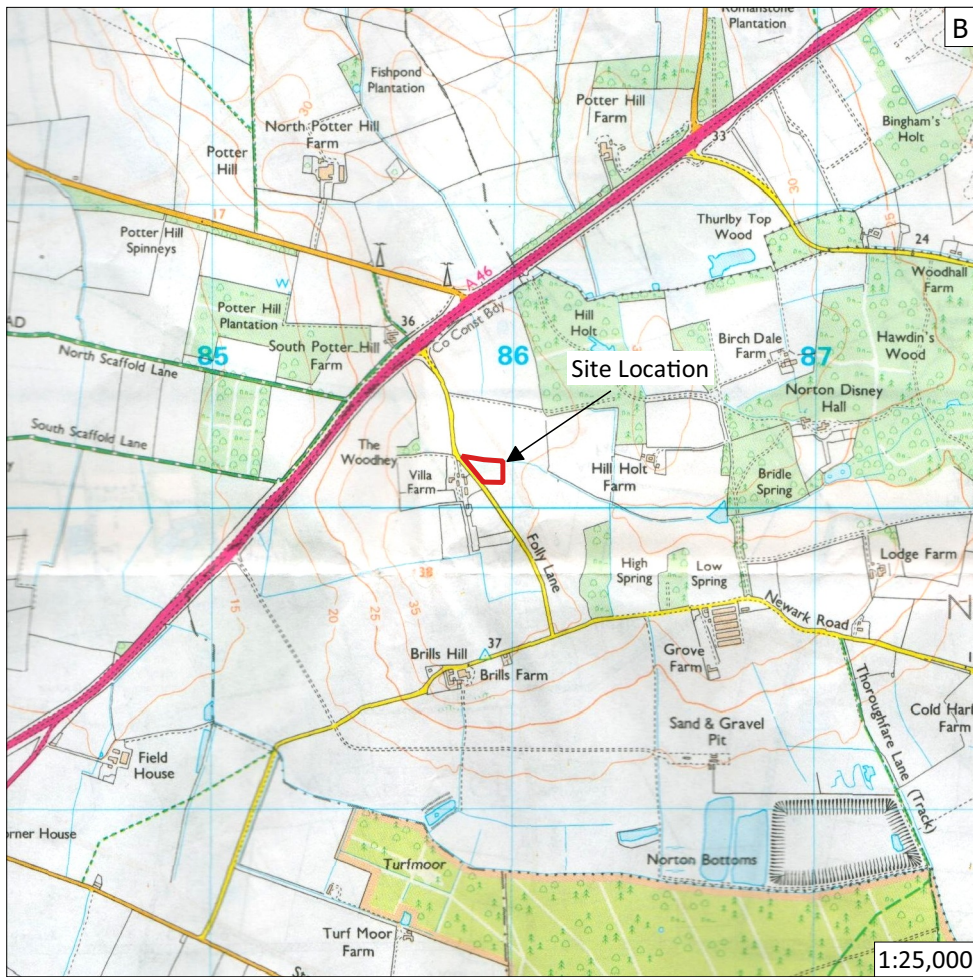 B
Romanstone
Plantation
Fishpond
Plantation
Potter Hill
Farm
33
Bingham's
Holt
30
North Potter Hill
Farm
Potter
Hill
30
25
17
Potter Hill
Spinneys
Thurlby Top
Wood
24
Woodhall
Farm
W
A 46
Co Const Bdy
Potter Hill
Plantation
36
South Potter Hill
Farm
Hill
Holt
Birch Dale
Farm
Hawdin's
Wood
AD
85
86
87
North Scaffold Lane
Site Location
Norton Disney
Hall
South Scaffold Lane
The
Woodhey
Villa
Farm
Hill Holt
Farm
Bridle
Spring
Folly Lane
High
Spring
Low
Spring
Lodge Farm
38
15
20
25
35
Newark Road
N
Brills Hill
37
Brills Farm
Grove
Farm
Thoroughfare Lane (Track)
Cold Harb
Farm
Sand & Gravel
Pit
Field
House
orner House
Turfmoor
Norton Bottoms
Turf Moor
Farm
1:25,000